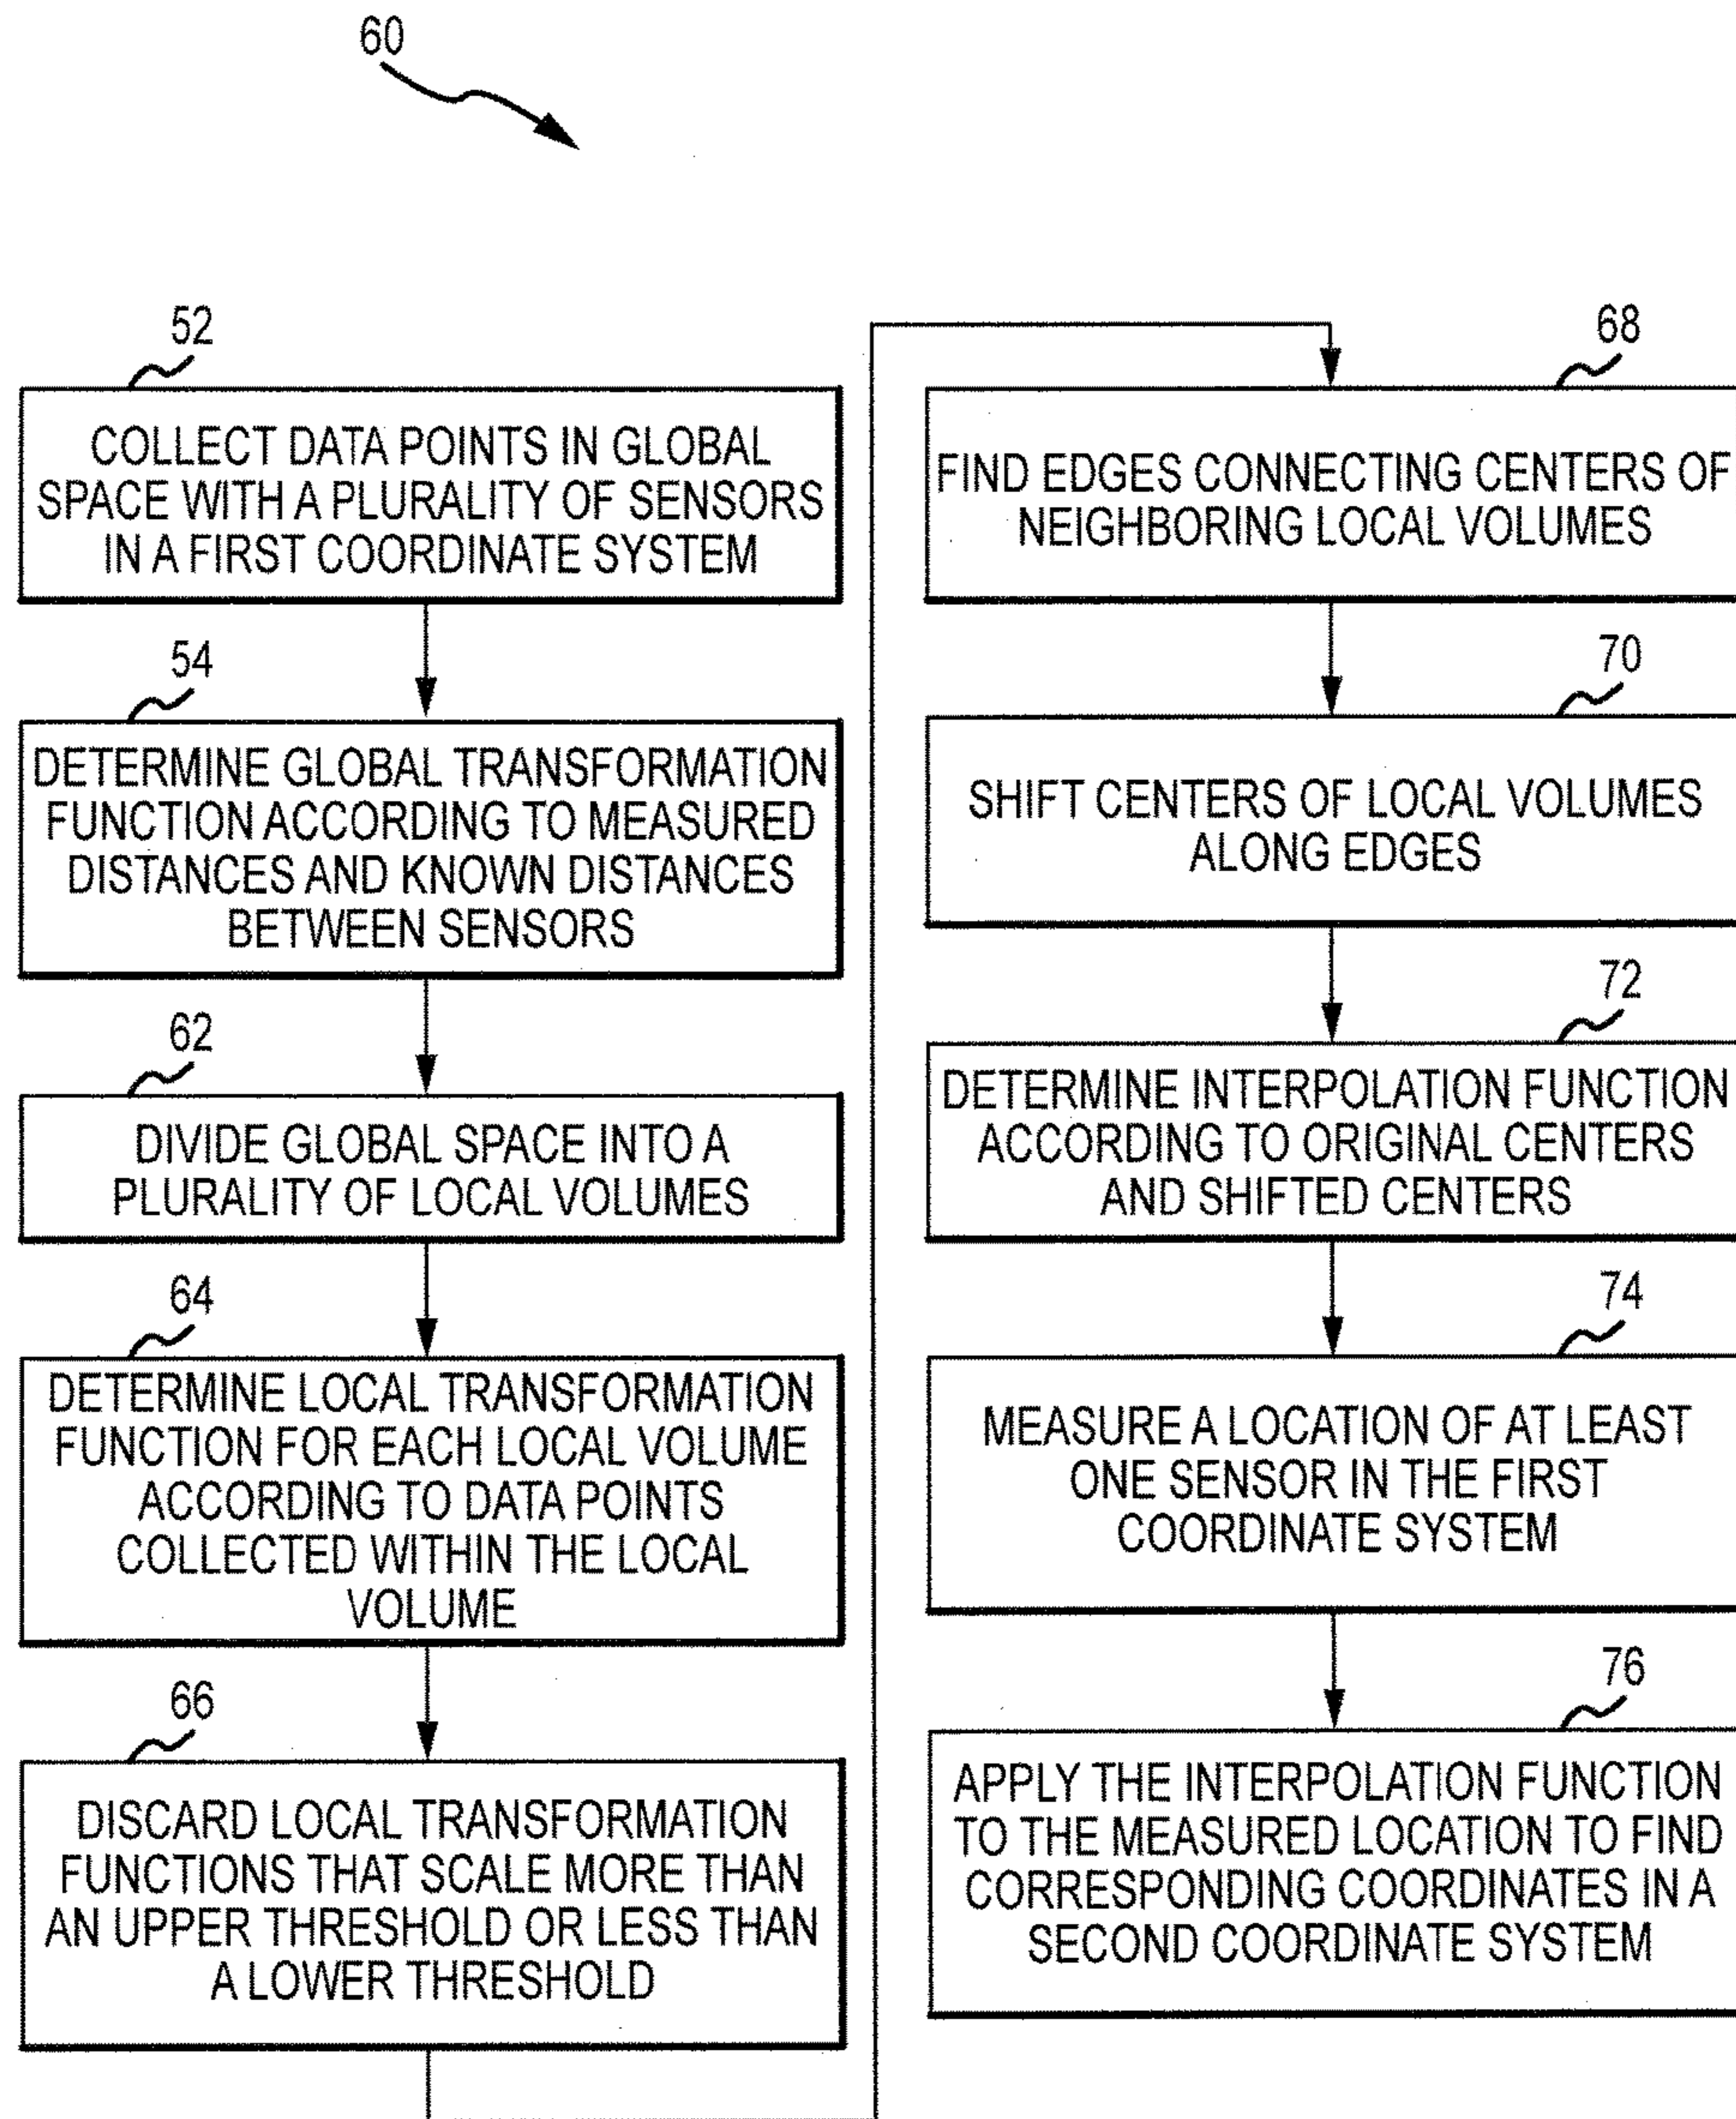 60
52
COLLECT DATA POINTS IN GLOBAL
SPACE WITH A PLURALITY OF SENSORS
IN A FIRST COORDINATE SYSTEM
54
DETERMINE GLOBAL TRANSFORMATION
FUNCTION ACCORDING TO MEASURED
DISTANCES AND KNOWN DISTANCES
BETWEEN SENSORS
62
DIVIDE GLOBAL SPACE INTO A
PLURALITY OF LOCAL VOLUMES
64
DETERMINE LOCAL TRANSFORMATION
FUNCTION FOR EACH LOCAL VOLUME
ACCORDING TO DATA POINTS
COLLECTED WITHIN THE LOCAL
VOLUME
66
DISCARD LOCAL TRANSFORMATION
FUNCTIONS THAT SCALE MORE THAN
AN UPPER THRESHOLD OR LESS THAN
A LOWER THRESHOLD
68
FIND EDGES CONNECTING CENTERS OF
NEIGHBORING LOCAL VOLUMES
70
SHIFT CENTERS OF LOCAL VOLUMES
ALONG EDGES
72
DETERMINE INTERPOLATION FUNCTION
ACCORDING TO ORIGINAL CENTERS
AND SHIFTED CENTERS
74
MEASURE A LOCATION OF AT LEAST
ONE SENSOR IN THE FIRST
COORDINATE SYSTEM
76
APPLY THE INTERPOLATION FUNCTION
TO THE MEASURED LOCATION TO FIND
CORRESPONDING COORDINATES IN A
SECOND COORDINATE SYSTEM